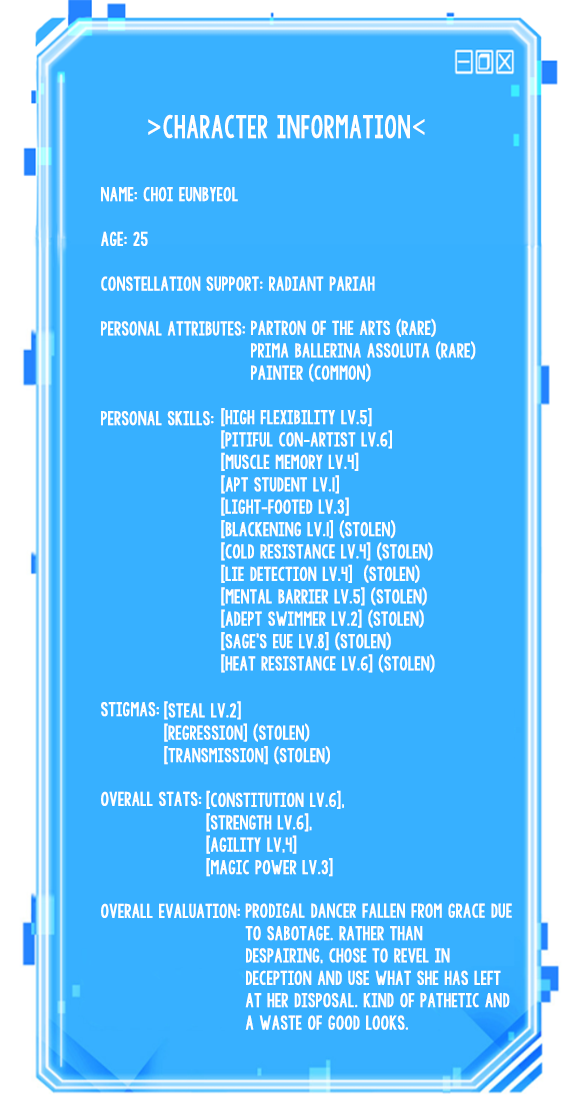 >CHARACTER INFORMATION<
NAME: CHOI EUNBYEOL
AGE: 25
CONSTELLATION SUPPORT: RADIANT PARIAH
PERSONAL ATTRIBUTES: PARTRON OF THE ARTS (RARE)
PRIMA BALLERINA ASSOLUTA (RARE)
PAINTER (COMMON)
PERSONAL SKILLS: [HIGH FLEXIBILITY LV.5]
[PITIFUL CON-ARTIST LV.6]
[MUSCLE MEMORY LV.4]
[APT STUDENT LV.1]
[LIGHT-FOOTED LV.3]
[BLACKENING LV.1] (STOLEN)
[COLD RESISTANCE LV.4] (STOLEN)
[LIE DETECTION LV.4] (STOLEN)
[MENTAL BARRIER LV.5] (STOLEN)
[ADEPT SWIMMER LV.2] (STOLEN)
[SAGE'S EUE LV.8] (STOLEN)
[HEAT RESISTANCE LV.6] (STOLEN)
STIGMAS: [STEAL LV.2]
[REGRESSION] (STOLEN)
[TRANSMISSION] (STOLEN)
OVERALL STATS: [CONSTITUTION LV.6],
[STRENGTH LV.6],
[AGILITY LV,4]
[MAGIC POWER LV.3]
OVERALL EVALUATION: PRODIGAL DANCER FALLEN FROM GRACE DUE
TO SABOTAGE. RATHER THAN
DESPAIRING, CHOSE TO REVEL IN
DECEPTION AND USE WHAT SHE HAS LEFT
AT HER DISPOSAL. KIND OF PATHETIC AND
A WASTE OF GOOD LOOKS.